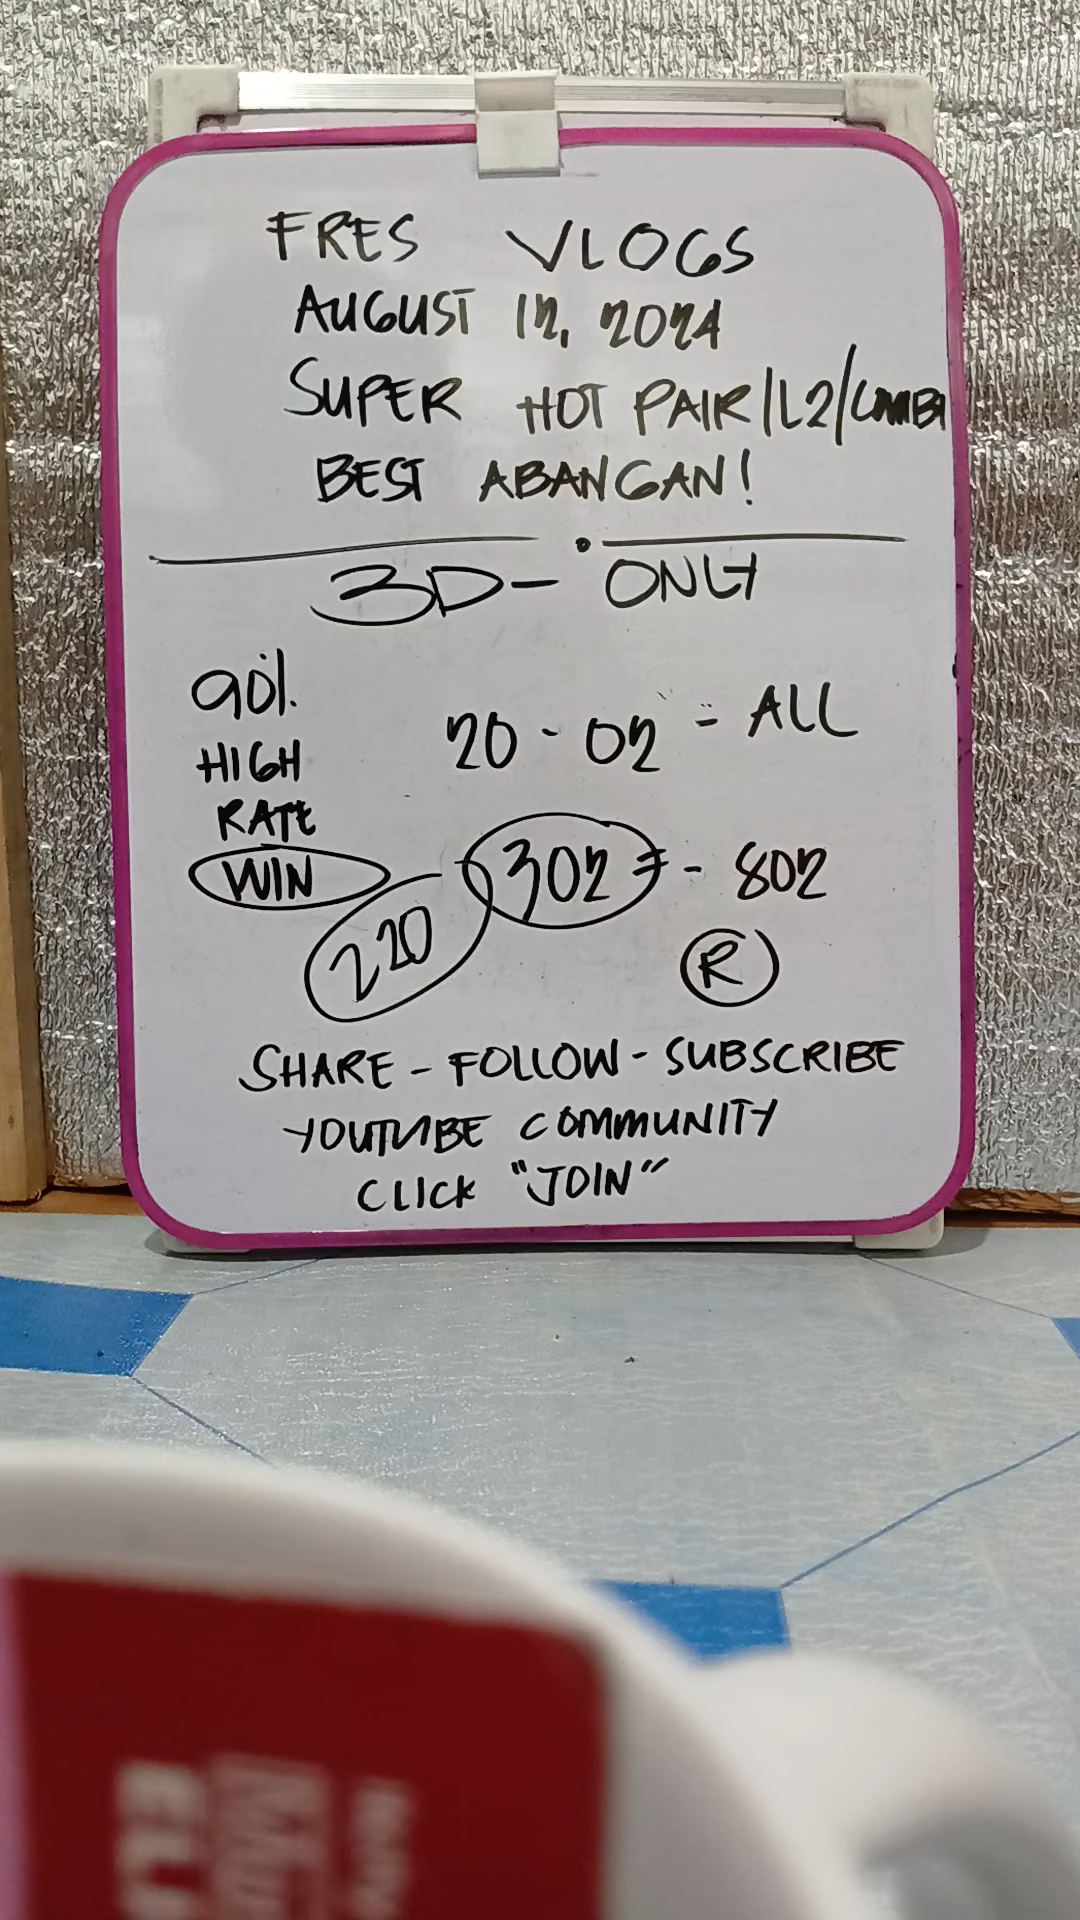 FRES VLOGS
AUGUST 12, 2024
SUPER HOT PAIR/L2/COMBI
BEST ABANGAN!
3D - ONLY
90%
HIGH
RATE
WIN
20 - 02 = ALL
220
302 = - 802
R
SHARE - FOLLOW - SUBSCRIBE
YOUTUBE COMMUNITY
CLICK "JOIN"